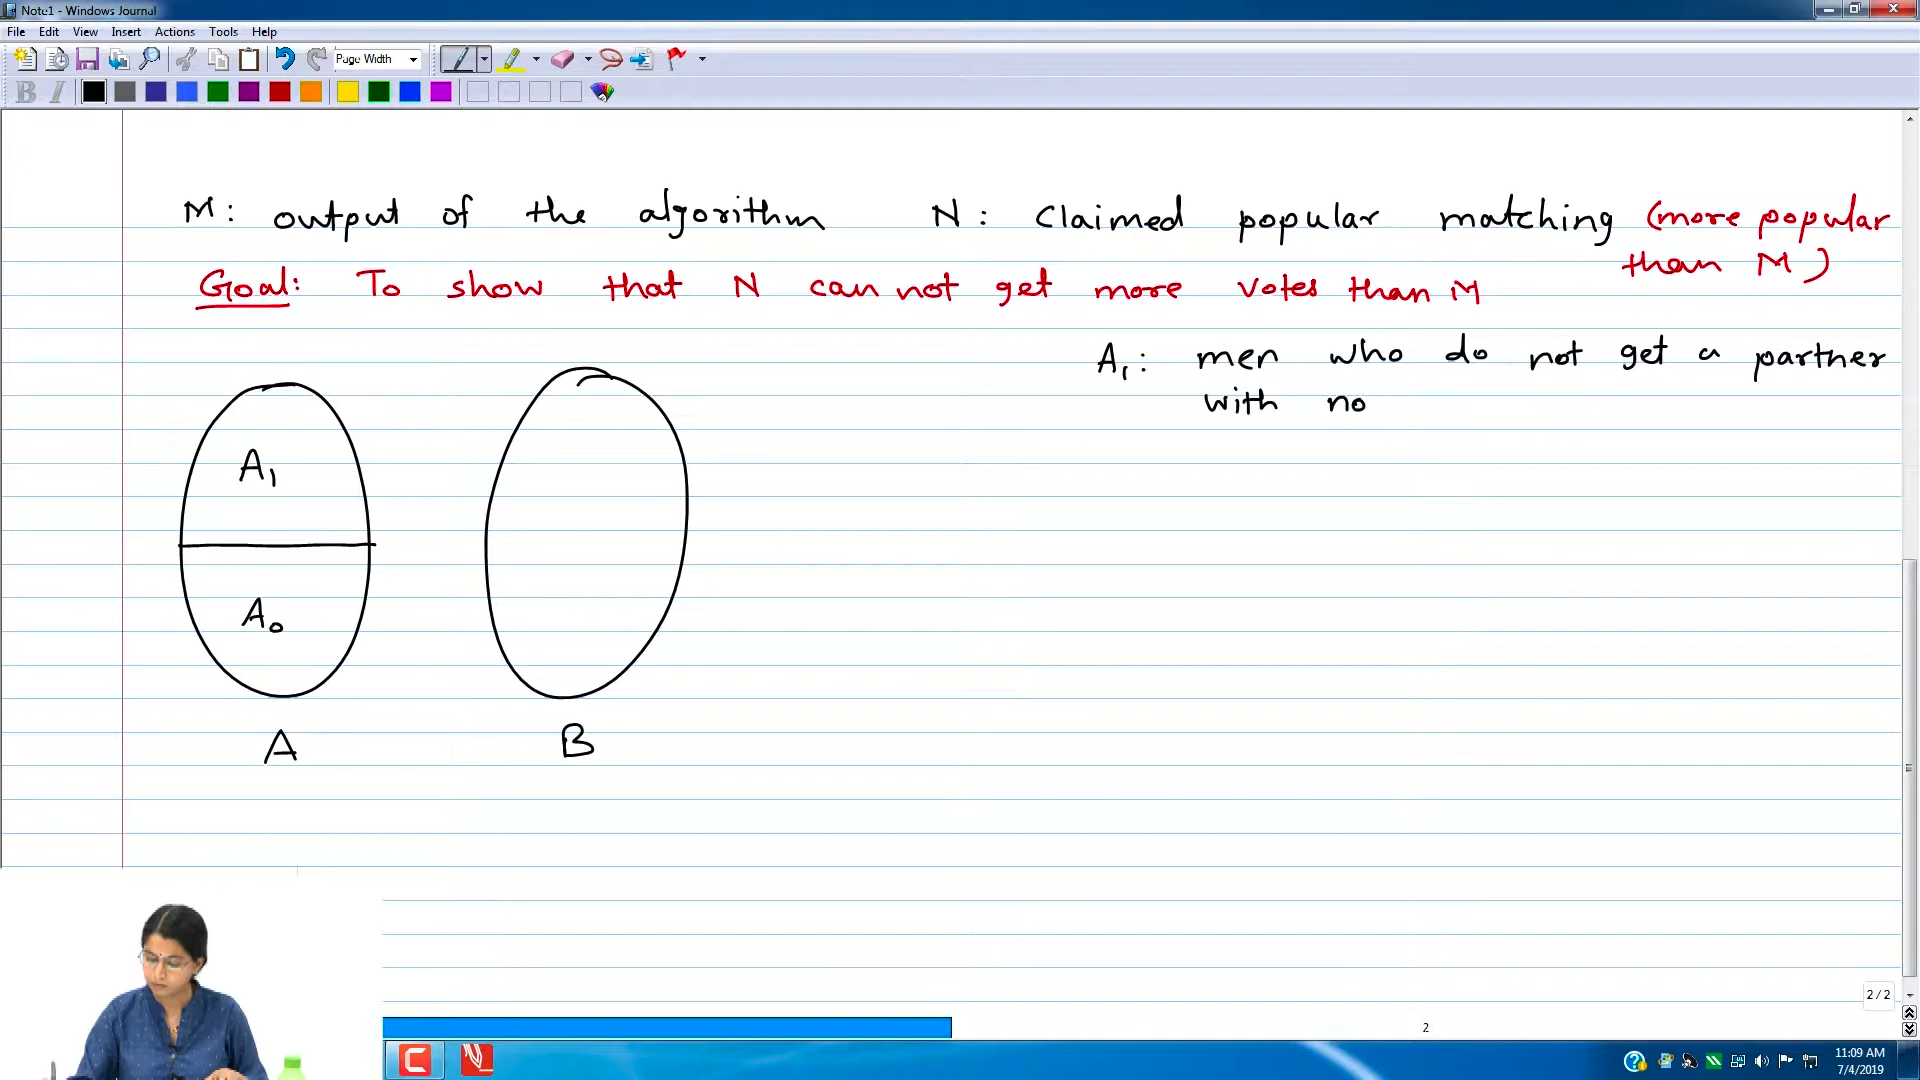 Note1 - Windows Journal
File Edit View Insert Actions Tools Help
Page Width
M: output of the algorithm N: Claimed popular matching (more popular
than M)
Goal: To show that N can not get more votes than M
A1: men who do not get a partner
with no
A1
A0
A B
2 / 2
2
11:09 AM
7/4/2019